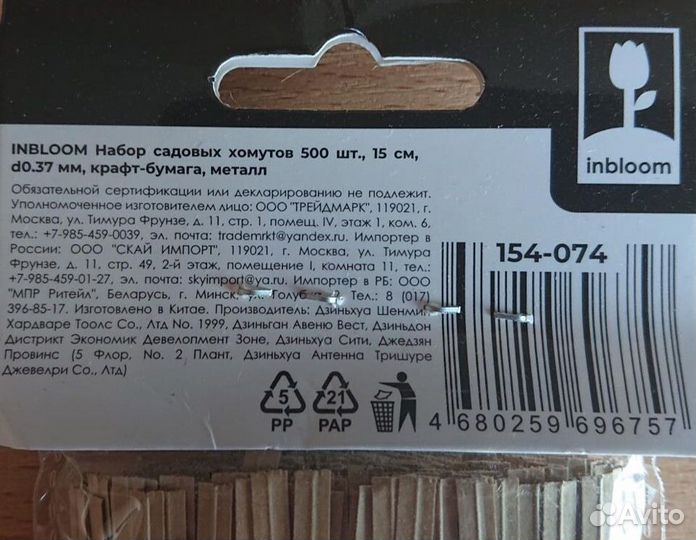 inbloom
INBLOOM Набор садовых хомутов 500 шт., 15 см,
d0.37 мм, крафт-бумага, металл
Обязательной сертификации или декларированию не подлежит.
Уполномоченное изготовителем лицо: ООО "ТРЕЙДМАРК", 119021, г.
Москва, ул. Тимура Фрунзе, д. 11, стр. 1, помещ. IV, этаж 1, ком. 6,
тел.: +7-985-459-0039, эл. почта: trademrkt@yandex.ru. Импортер в
России: ООО "СКАЙ ИМПОРТ", 119021, г. Москва, ул. Тимура
Фрунзе, д. 11, стр. 49, 2-й этаж, помещение I, комната 11, тел.:
+7-985-459-01-27, эл. почта: skyimport@ya.ru. Импортер в РБ: ООО
"МПР Ритейл", Беларусь, г. Минск, ул. Тел.: 8 (017)
396-85-17. Изготовлено в Китае. Производитель: Дзиньхуа
Хардваре Тоолс Со., Лтд No. 1999, Дзиньган Авеню Вест, Дзиньдон
Дистрикт Экономик Девелопмент Зоне, Дзиньхуа Сити, Джедзян
Провинс (5 Флор, No. 2 Плант, Дзиньхуа Антенна Тришуре
Джевелри Со., Лтд)
154-074
5
PP
21
PAP
4 680259 696757
Avito